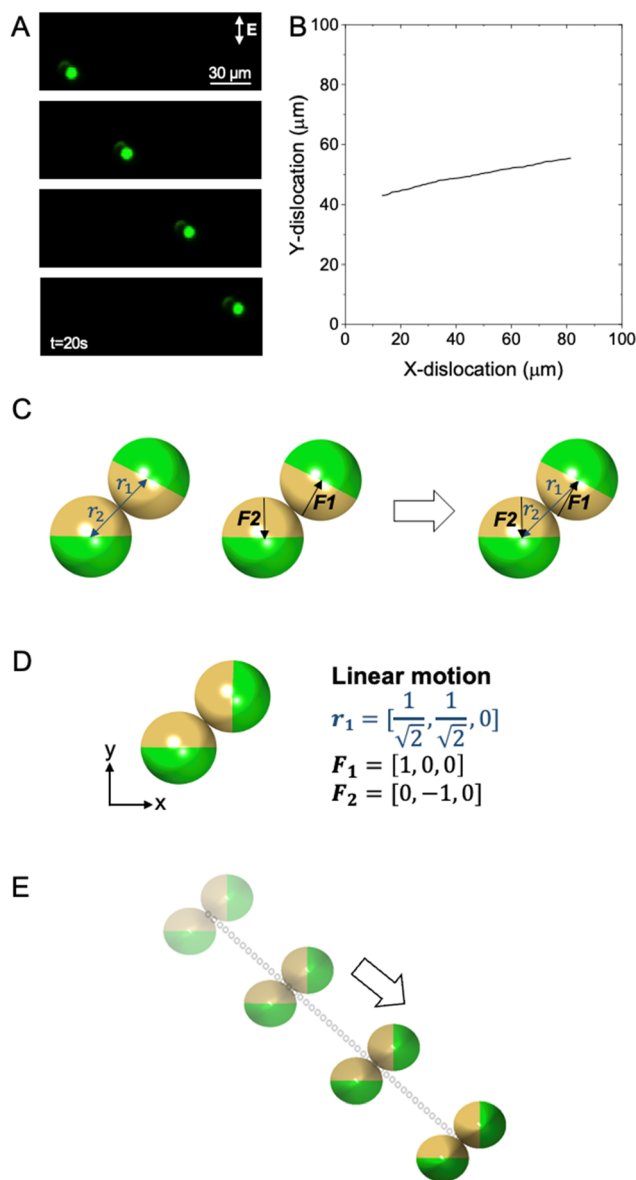 A
E
30 μm
t=20s
B
Y-dislocation (μm)
100
80
60
40
20
0
0 20 40 60 80 100
X-dislocation (μm)
C
r₁
r₂
F2
F1
F2
r₁
r₂
F1
D
y
x
Linear motion
r₁ = [1/√2, 1/√2, 0]
F₁ = [1, 0, 0]
F₂ = [0, −1, 0]
E